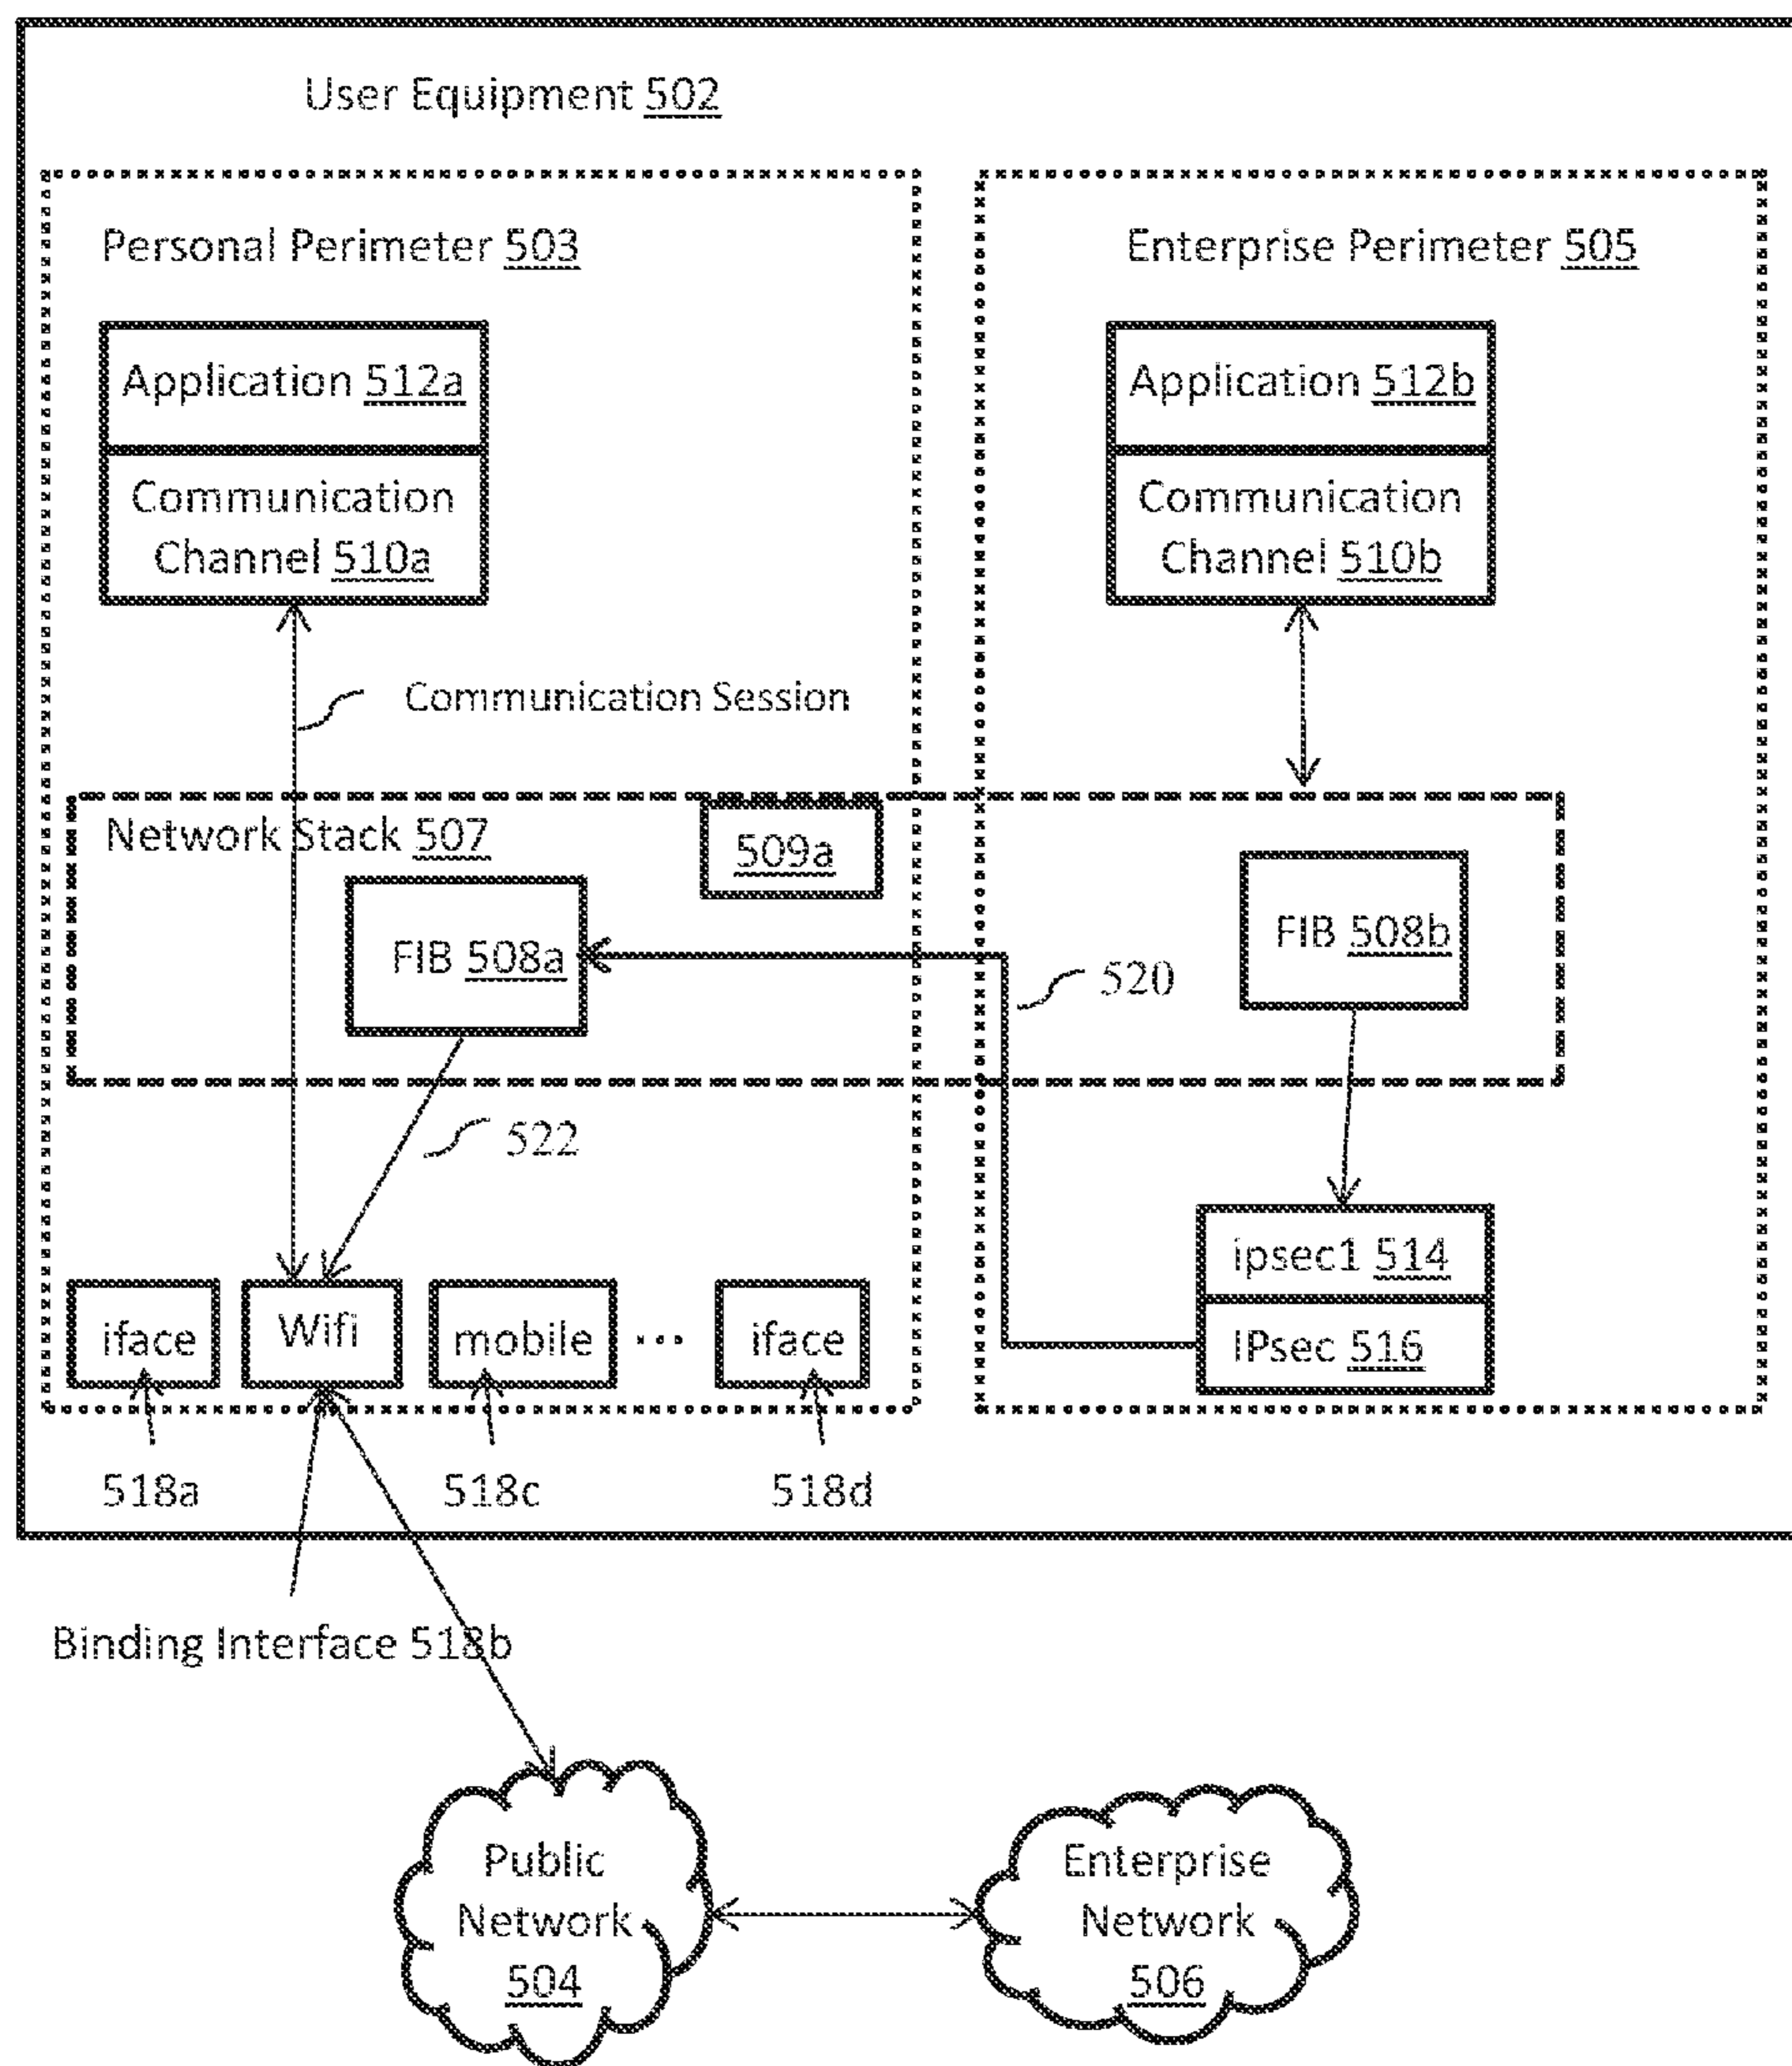 User Equipment 502
Personal Perimeter 503
Enterprise Perimeter 505
Application 512a
Communication
Channel 510a
Application 512b
Communication
Channel 510b
Communication Session
Network Stack 507
509a
FIB 508a
FIB 508b
520
522
ipsec1 514
IPsec 516
iface
Wifi
mobile
...
iface
518a
518c
518d
Binding Interface 518b
Public
Network
504
Enterprise
Network
506